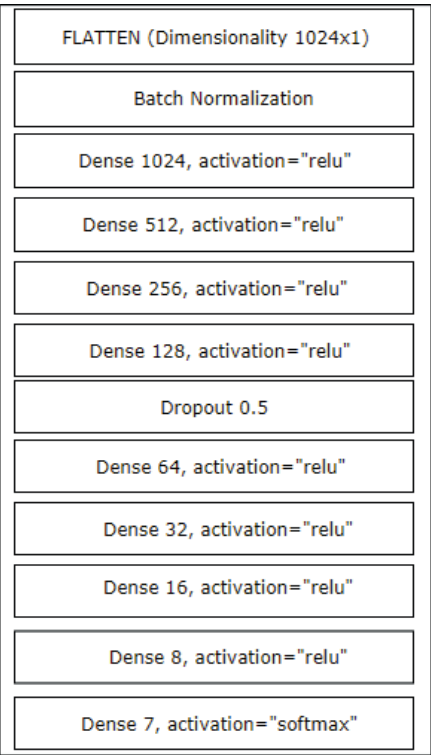 FLATTEN (Dimensionality 1024x1)
Batch Normalization
Dense 1024, activation="relu"
Dense 512, activation="relu"
Dense 256, activation="relu"
Dense 128, activation="relu"
Dropout 0.5
Dense 64, activation="relu"
Dense 32, activation="relu"
Dense 16, activation="relu"
Dense 8, activation="relu"
Dense 7, activation="softmax"